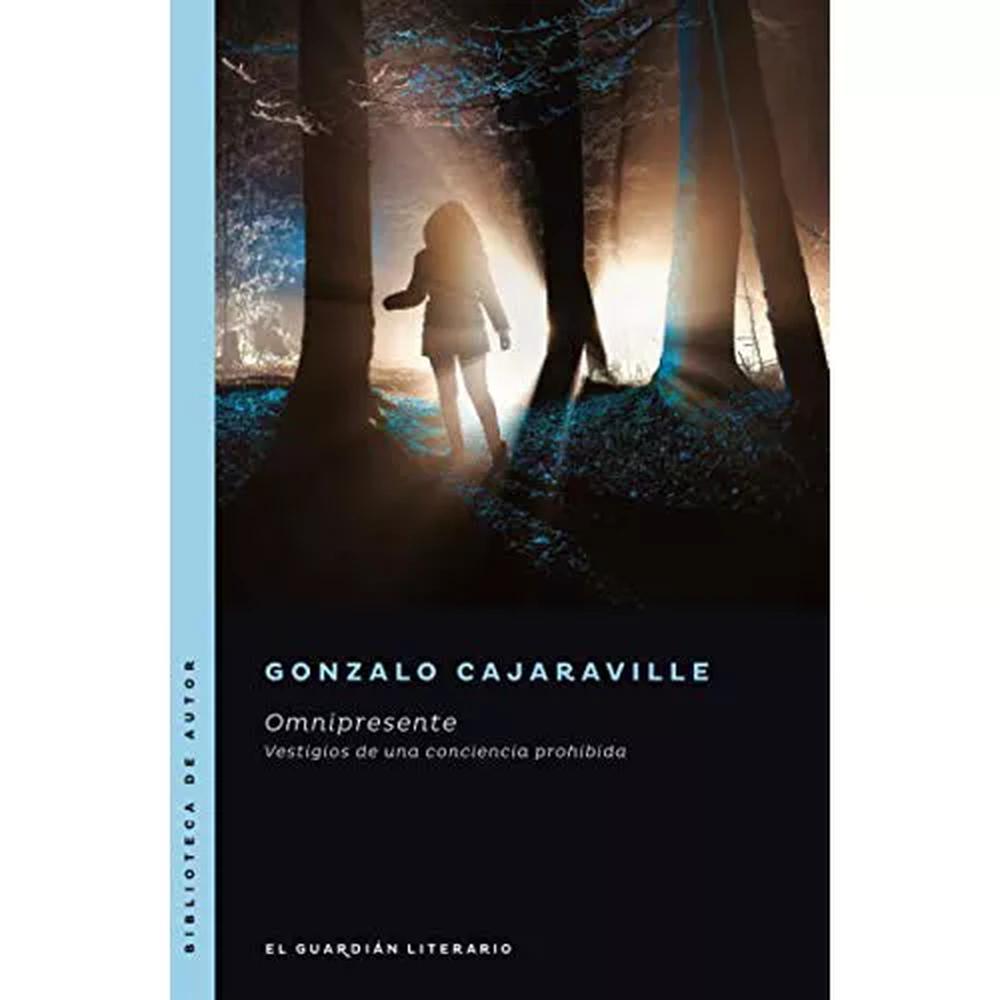 GONZALO CAJARAVILLE
Omnipresente
Vestigios de una conciencia prohibida
BIBLIOTECA DE AUTOR
EL GUARDIÁN LITERARIO